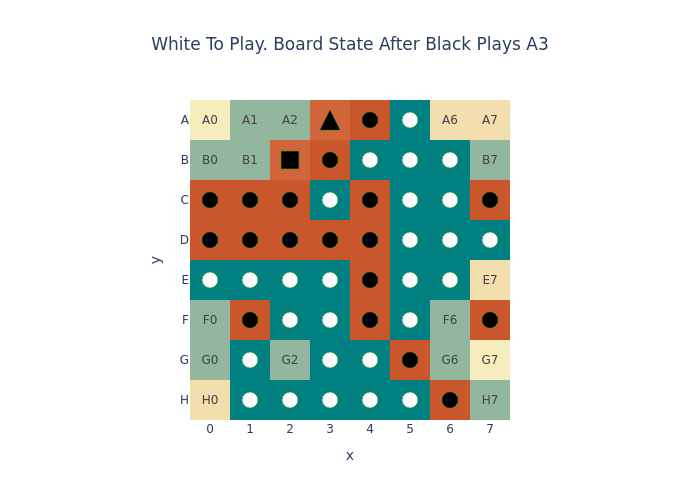 White To Play. Board State After Black Plays A3
A A0 A1 A2 A6 A7
B B0 B1 B7
C
D
E E7
F F0 F6
G G0 G2 G6 G7
H H0 H7
0 1 2 3 4 5 6 7
x
y